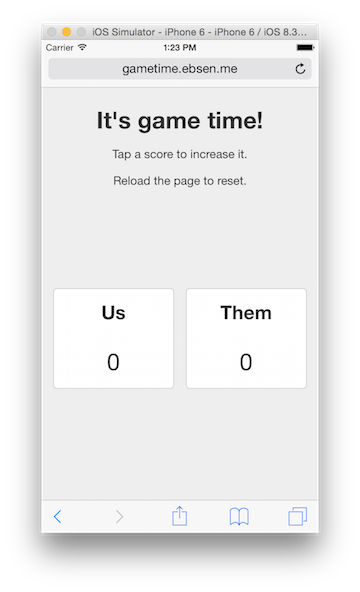 iOS Simulator - iPhone 6 - iPhone 6 / iOS 8.3...
Carrier 1:23 PM
gametime.ebsen.me
It's game time!
Tap a score to increase it.
Reload the page to reset.
Us Them
0 0